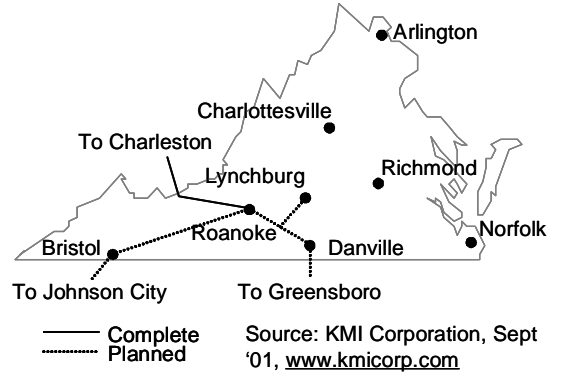 Arlington
Charlottesville
To Charleston
Lynchburg
Richmond
Roanoke
Norfolk
Bristol
Danville
To Johnson City
To Greensboro
Complete
Planned
Source: KMI Corporation, Sept
‘01, www.kmicorp.com